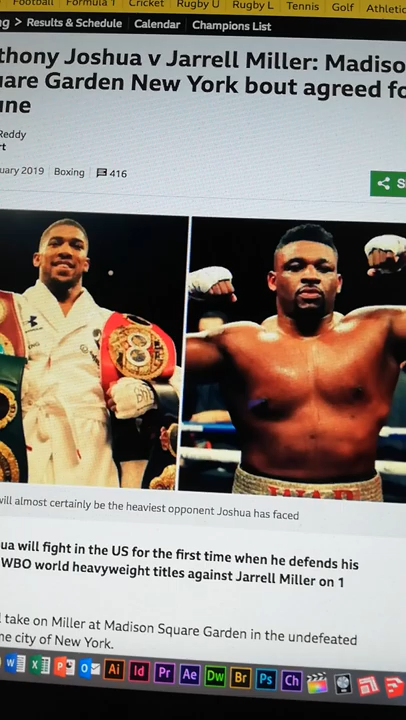 Football Formula 1 Cricket Rugby U Rugby L Tennis Golf Athletic
> Results & Schedule Calendar Champions List
thony Joshua v Jarrell Miller: Madiso
uare Garden New York bout agreed fo
une
Reddy
rt
uary 2019 Boxing 416
S
WAR
will almost certainly be the heaviest opponent Joshua has faced
ua will fight in the US for the first time when he defends his
WBO world heavyweight titles against Jarrell Miller on 1
l take on Miller at Madison Square Garden in the undefeated
ne city of New York.
W X P O Ai Id Pr Ae Dw Br Ps Ch